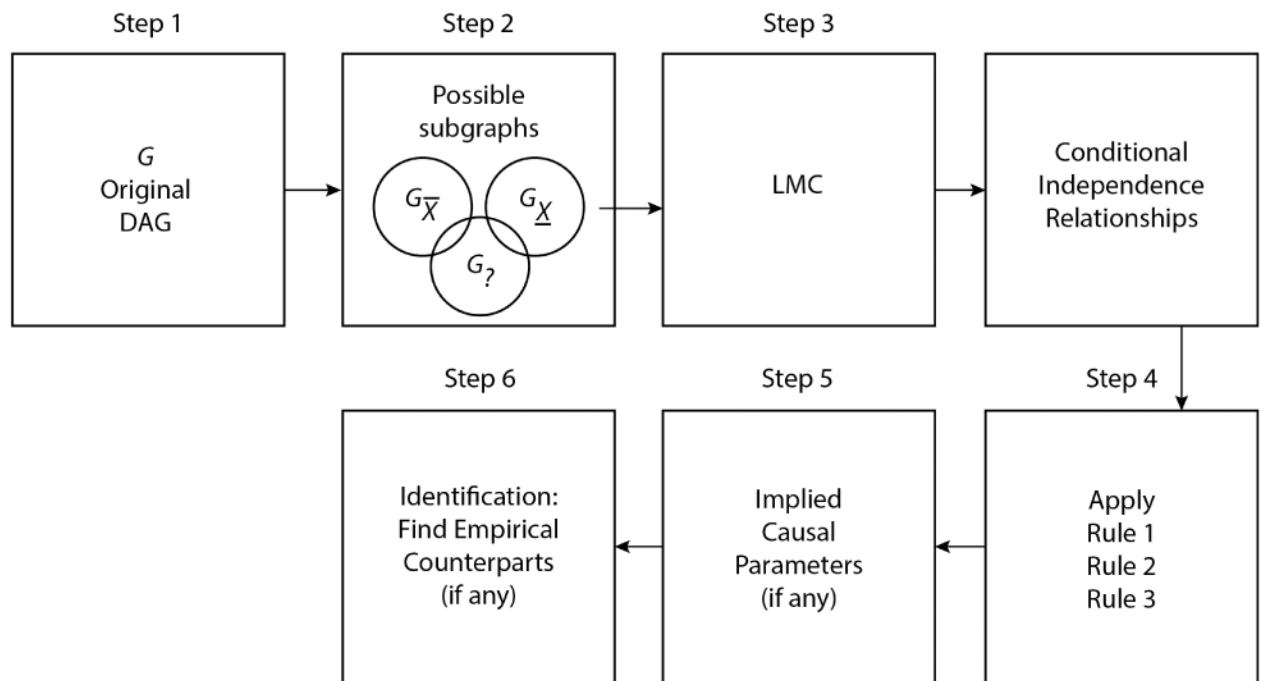 Step 1
Step 2
Step 3
G
Original
DAG
Possible
subgraphs
G_X̅
G_X̲
G_?
LMC
Conditional
Independence
Relationships
Step 6
Step 5
Step 4
Identification:
Find Empirical
Counterparts
(if any)
Implied
Causal
Parameters
(if any)
Apply
Rule 1
Rule 2
Rule 3